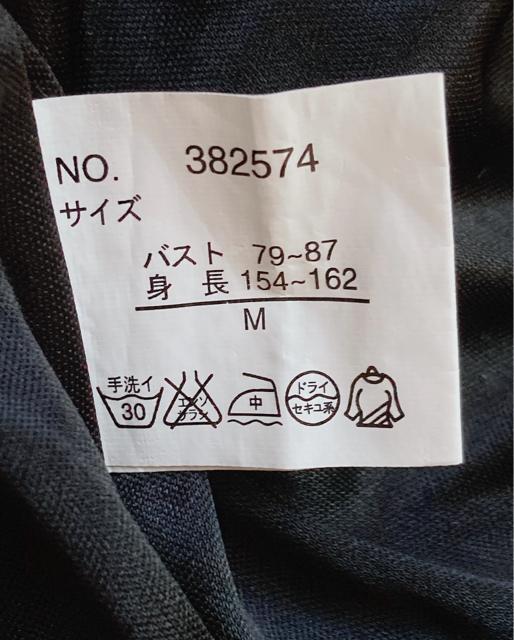 NO. 382574
サイズ
バスト 79~87
身 長 154~162
M
手洗イ
30
エンソ
サラシ
中
ドライ
セキユ系